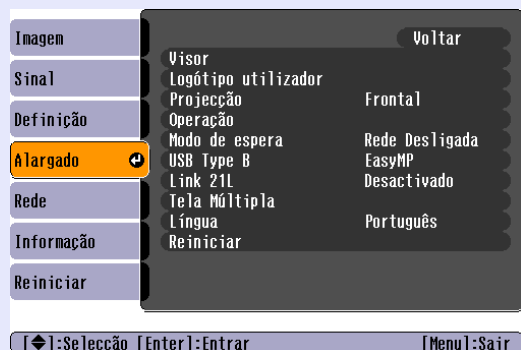 Imagem
Sinal
Definição
Alargado
Rede
Informação
Reiniciar
Voltar
Visor
Logótipo utilizador
Projecção Frontal
Operação
Modo de espera Rede Desligada
USB Type B EasyMP
Link 21L Desactivado
Tela Múltipla
Língua Português
Reiniciar
[◆]:Selecção [Enter]:Entrar [Menu]:Sair